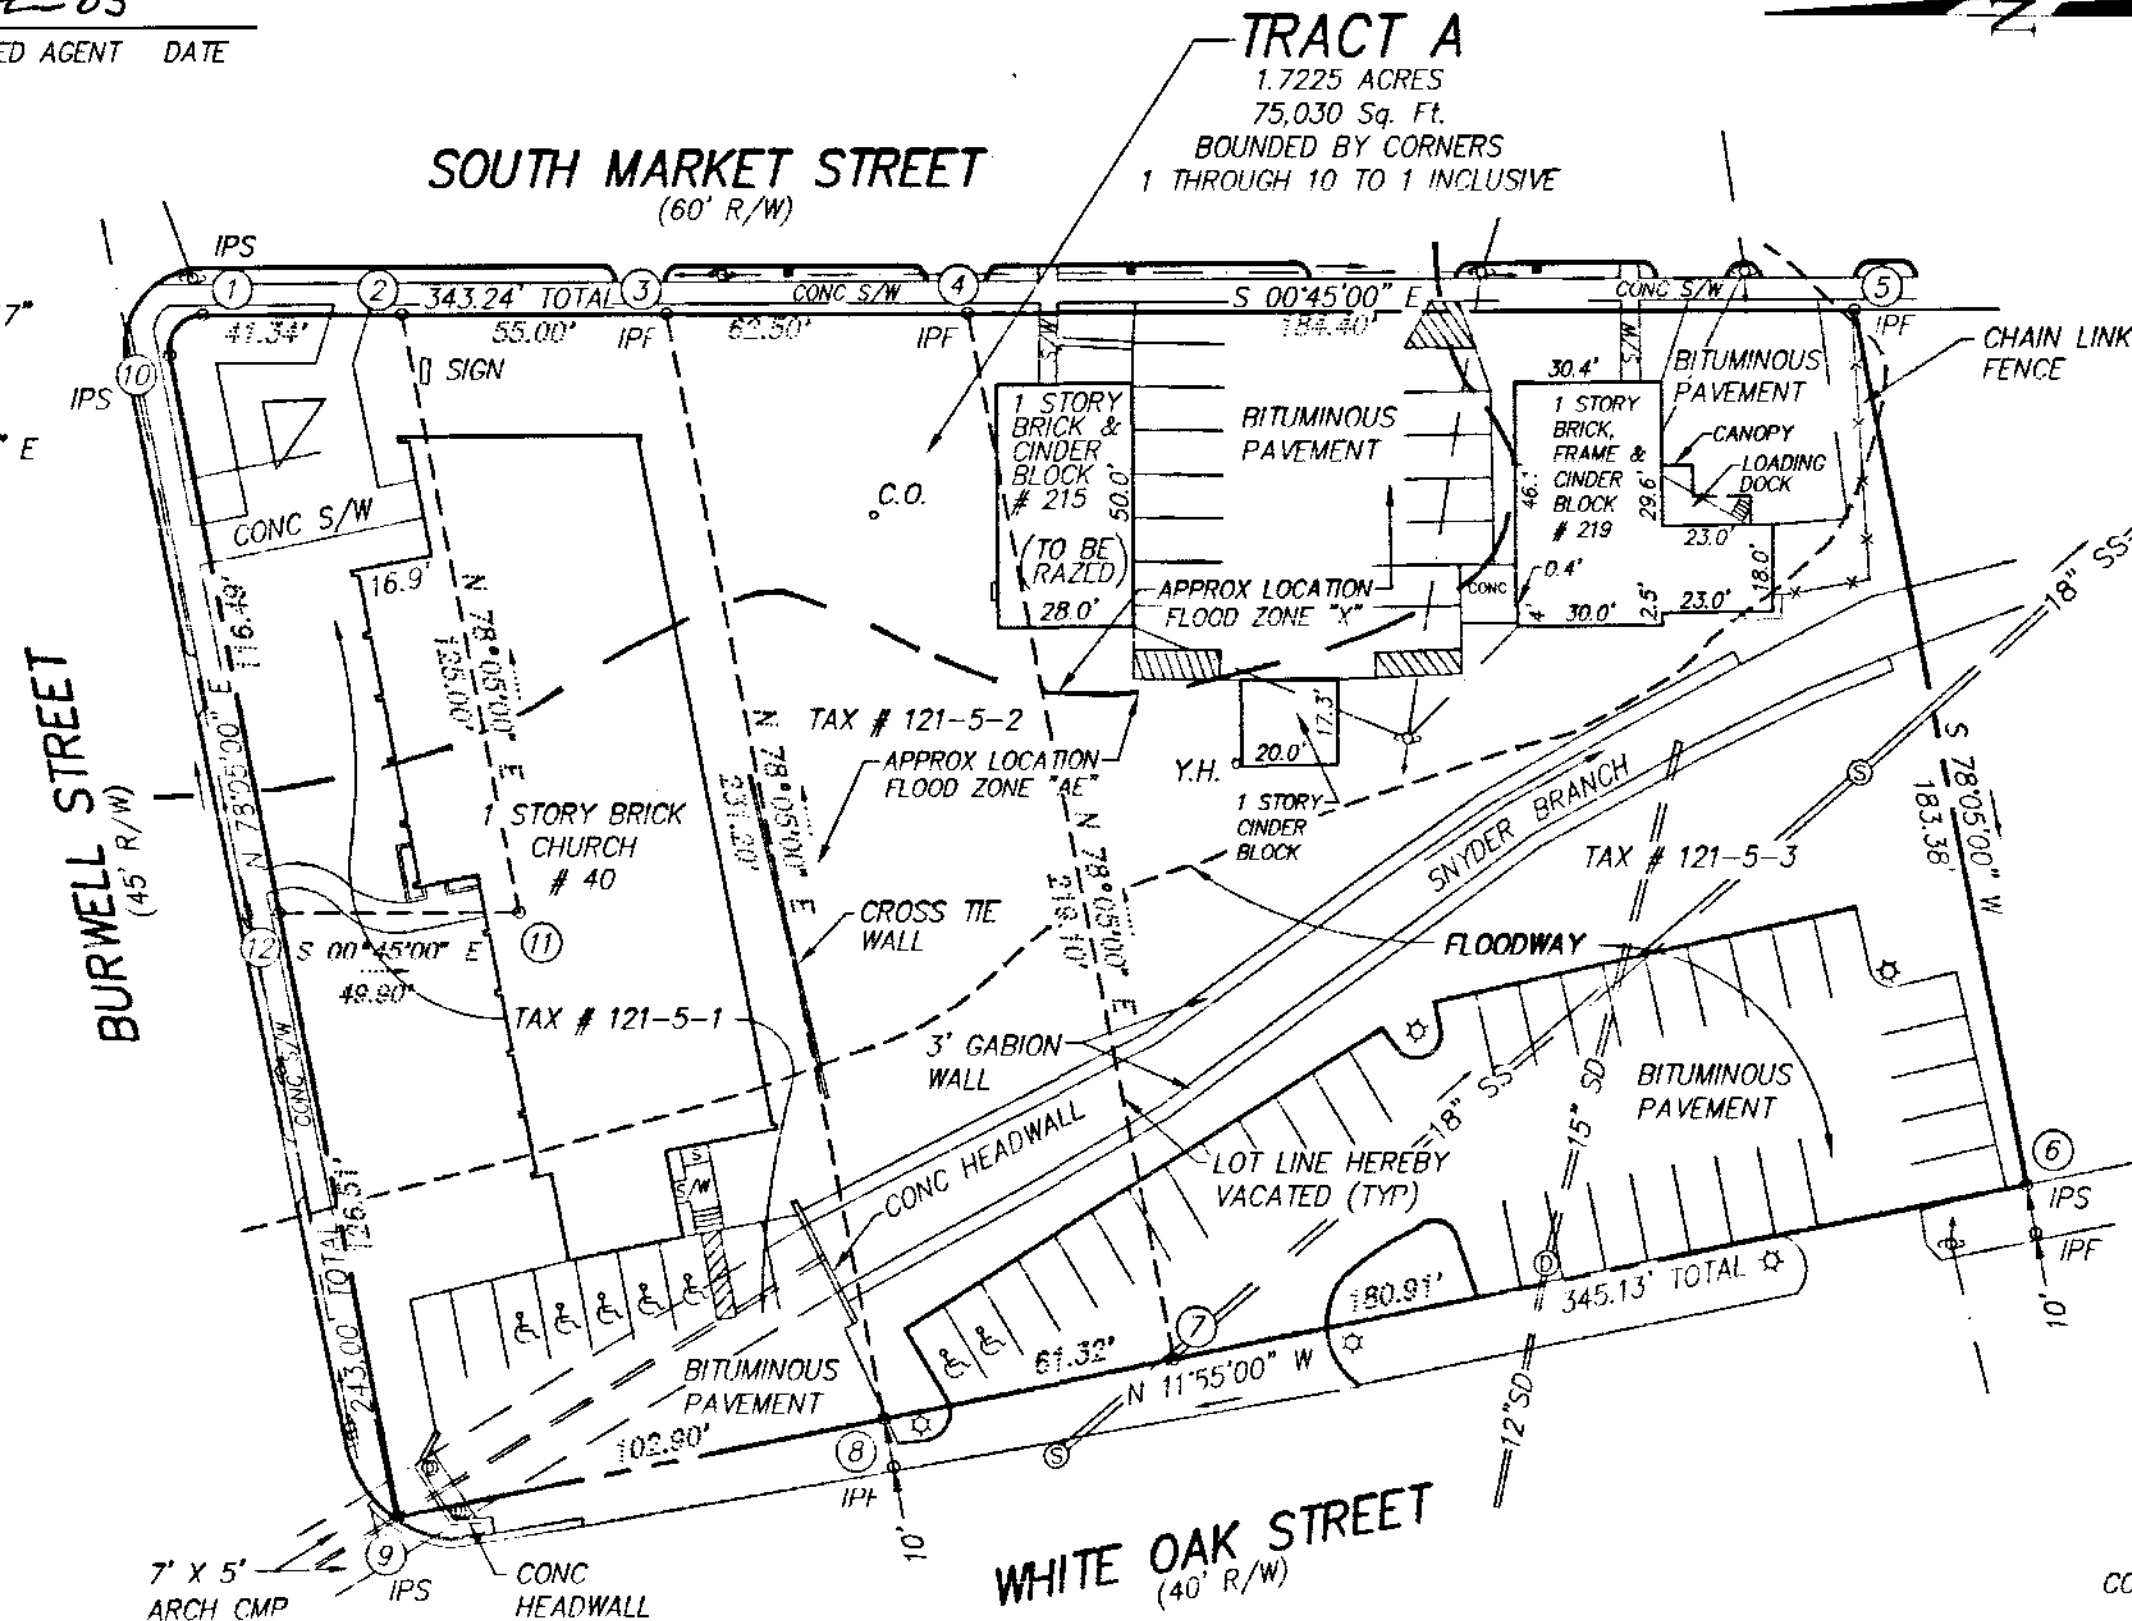 ED AGENT DATE
TRACT A
1.7225 ACRES
75,030 Sq. Ft.
BOUNDED BY CORNERS
1 THROUGH 10 TO 1 INCLUSIVE
SOUTH MARKET STREET
(60' R/W)
IPS
1
2
343.24' TOTAL
3
CONC S/W
4
S 00°45'00" E
CONC S/W
5
7"
41.34'
55.00'
IPF
62.50'
IPF
184.40'
IPF
CHAIN LINK
FENCE
10
IPS
SIGN
S/W
S/W
30.4'
BITUMINOUS
PAVEMENT
" E
1 STORY
BRICK &
CINDER
BLOCK
# 215
50.0'
(TO BE
RAZED)
28.0'
BITUMINOUS
PAVEMENT
1 STORY
BRICK,
FRAME &
CINDER
BLOCK
# 219
46.1'
29.6'
CANOPY
LOADING
DOCK
23.0'
18.0'
C.O.
CONC S/W
16.9'
0.4'
CONC
4'
30.0'
2.5'
23.0'
APPROX LOCATION
FLOOD ZONE "X"
SS
18"
BURWELL STREET
(45' R/W)
116.49'
N 78°05'00" E
N 78°05'00" E
125.00'
N 78°05'00" E
231.20'
TAX # 121-5-2
APPROX LOCATION
FLOOD ZONE "AE"
N 78°05'00" E
218.10'
Y.H.
20.0'
17.3'
1 STORY
CINDER
BLOCK
SNYDER BRANCH
TAX # 121-5-3
S
S 78°05'00" W
183.38'
1 STORY BRICK
CHURCH
# 40
CROSS TIE
WALL
FLOODWAY
12
S 00°45'00" E
49.90'
11
TAX # 121-5-1
3' GABION
WALL
CONC S/W
SS
18"
15" SD
BITUMINOUS
PAVEMENT
CONC HEADWALL
LOT LINE HEREBY
VACATED (TYP)
6
IPS
IPF
10'
S
S/W
126.51'
243.00' TOTAL
D
345.13' TOTAL
180.91'
7
61.32'
N 11°55'00" W
12" SD
BITUMINOUS
PAVEMENT
102.90'
8
IPF
10'
S
WHITE OAK STREET
(40' R/W)
9
IPS
7' X 5'
ARCH CMP
CONC
HEADWALL